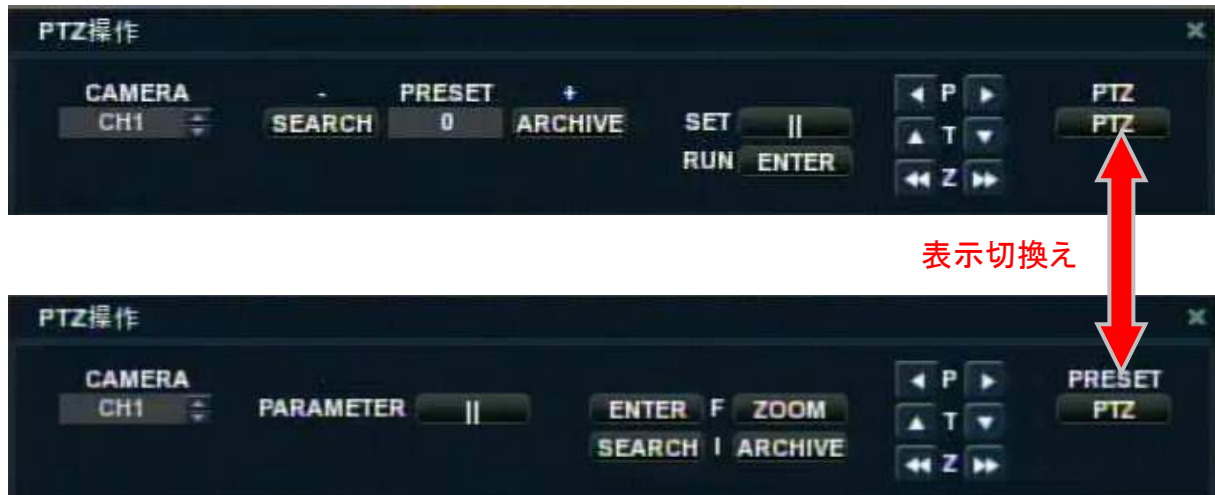 PTZ操作
CAMERA - PRESET + P PTZ
CH1 SEARCH 0 ARCHIVE SET || T PTZ
RUN ENTER Z
表示切換え
PTZ操作
CAMERA P PRESET
CH1 PARAMETER || ENTER F ZOOM T PTZ
SEARCH I ARCHIVE Z